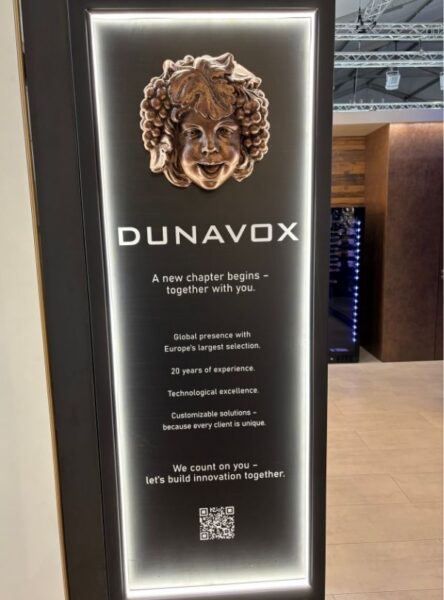 DUNAVOX
A new chapter begins –
together with you.
Global presence with
Europe's largest selection.
20 years of experience.
Technological excellence.
Customizable solutions –
because every client is unique.
We count on you –
let's build innovation together.